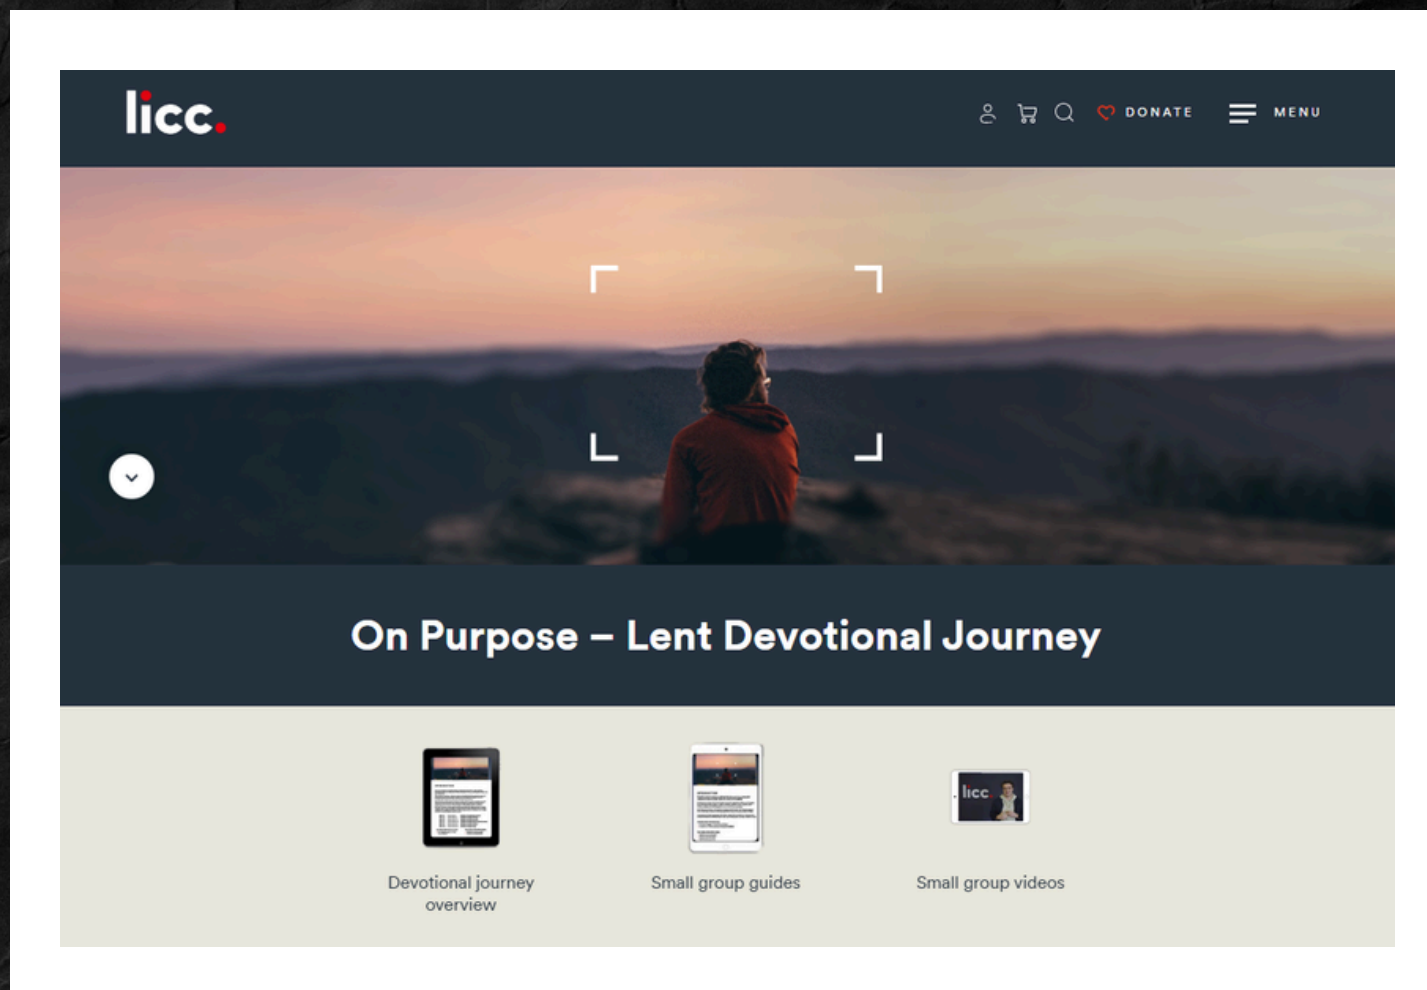 licc.
DONATE
MENU
On Purpose – Lent Devotional Journey
licc.
Devotional journey
overview
Small group guides
Small group videos